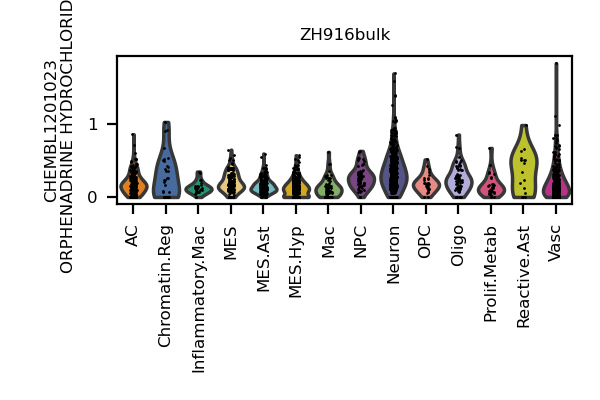 ZH916bulk
CHEMBL1201023
ORPHENADRINE HYDROCHLORID
1
0
AC
Chromatin.Reg
Inflammatory.Mac
MES
MES.Ast
MES.Hyp
Mac
NPC
Neuron
OPC
Oligo
Prolif.Metab
Reactive.Ast
Vasc